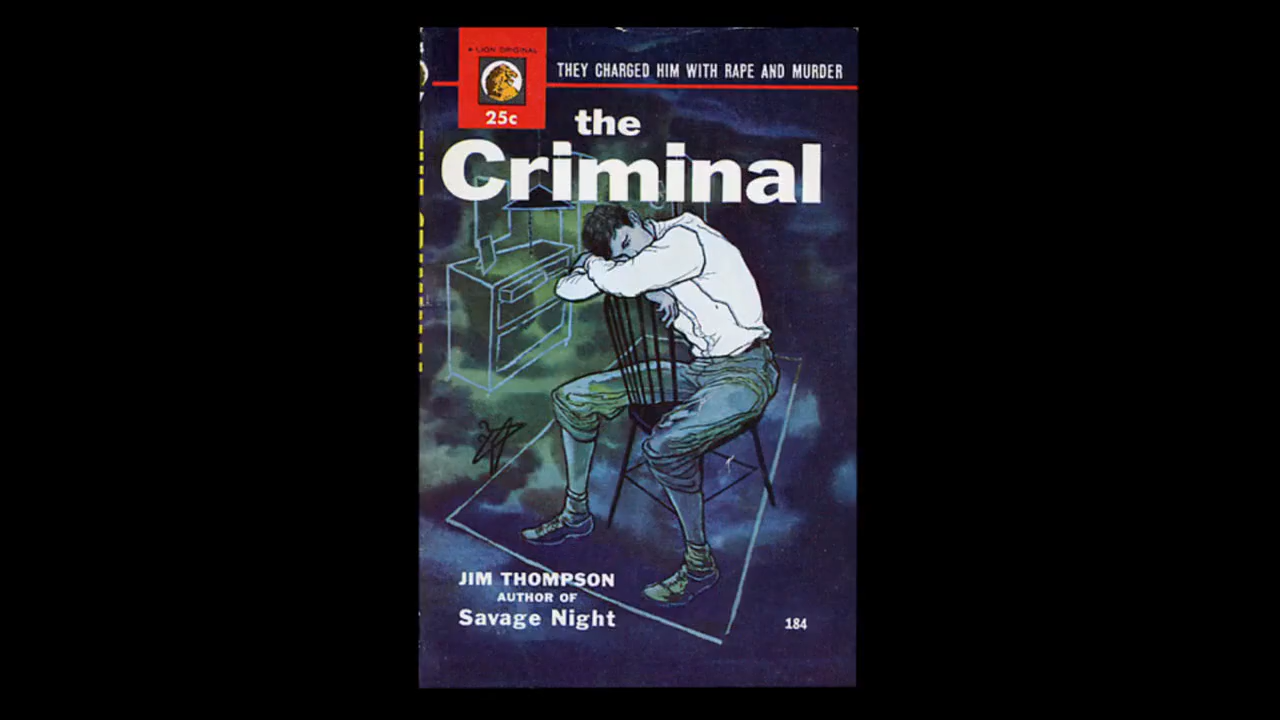 A LION ORIGINAL
25c
THEY CHARGED HIM WITH RAPE AND MURDER
the
Criminal
JIM THOMPSON
AUTHOR OF
Savage Night
184